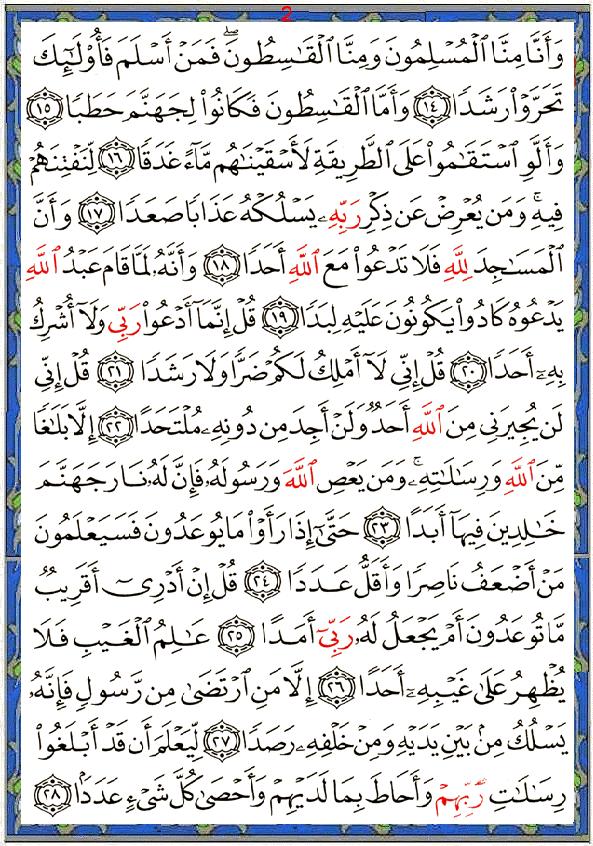 2
وَأَنَّا مِنَّا ٱلْمُسْلِمُونَ وَمِنَّا ٱلْقَٰسِطُونَ ۖ فَمَنْ أَسْلَمَ فَأُو۟لَٰٓئِكَ
تَحَرَّوْا۟ رَشَدًا ١٤ وَأَمَّا ٱلْقَٰسِطُونَ فَكَانُوا۟ لِجَهَنَّمَ حَطَبًا ١٥
وَأَلَّوِ ٱسْتَقَٰمُوا۟ عَلَى ٱلطَّرِيقَةِ لَأَسْقَيْنَٰهُم مَّآءً غَدَقًا ١٦ لِّنَفْتِنَهُمْ
فِيهِ ۚ وَمَن يُعْرِضْ عَن ذِكْرِ رَبِّهِۦ يَسْلُكْهُ عَذَابًا صَعَدًا ١٧ وَأَنَّ
ٱلْمَسَٰجِدَ لِلَّهِ فَلَا تَدْعُوا۟ مَعَ ٱللَّهِ أَحَدًا ١٨ وَأَنَّهُۥ لَمَّا قَامَ عَبْدُ ٱللَّهِ
يَدْعُوهُ كَادُوا۟ يَكُونُونَ عَلَيْهِ لِبَدًا ١٩ قُلْ إِنَّمَآ أَدْعُوا۟ رَبِّى وَلَآ أُشْرِكُ
بِهِۦٓ أَحَدًا ٢٠ قُلْ إِنِّى لَآ أَمْلِكُ لَكُمْ ضَرًّا وَلَا رَشَدًا ٢١ قُلْ إِنِّى
لَن يُجِيرَنِى مِنَ ٱللَّهِ أَحَدٌ وَلَنْ أَجِدَ مِن دُونِهِۦ مُلْتَحَدًا ٢٢ إِلَّا بَلَٰغًا
مِّنَ ٱللَّهِ وَرِسَٰلَٰتِهِۦ ۚ وَمَن يَعْصِ ٱللَّهَ وَرَسُولَهُۥ فَإِنَّ لَهُۥ نَارَ جَهَنَّمَ
خَٰلِدِينَ فِيهَآ أَبَدًا ٢٣ حَتَّىٰٓ إِذَا رَأَوْا۟ مَا يُوعَدُونَ فَسَيَعْلَمُونَ
مَنْ أَضْعَفُ نَاصِرًا وَأَقَلُّ عَدَدًا ٢٤ قُلْ إِنْ أَدْرِىٓ أَقَرِيبٌ
مَّا تُوعَدُونَ أَمْ يَجْعَلُ لَهُۥ رَبِّىٓ أَمَدًا ٢٥ عَٰلِمُ ٱلْغَيْبِ فَلَا
يُظْهِرُ عَلَىٰ غَيْبِهِۦٓ أَحَدًا ٢٦ إِلَّا مَنِ ٱرْتَضَىٰ مِن رَّسُولٍ فَإِنَّهُۥ
يَسْلُكُ مِنۢ بَيْنِ يَدَيْهِ وَمِنْ خَلْفِهِۦ رَصَدًا ٢٧ لِّيَعْلَمَ أَن قَدْ أَبْلَغُوا۟
رِسَٰلَٰتِ رَبِّهِمْ وَأَحَاطَ بِمَا لَدَيْهِمْ وَأَحْصَىٰ كُلَّ شَىْءٍ عَدَدًۢا ٢٨